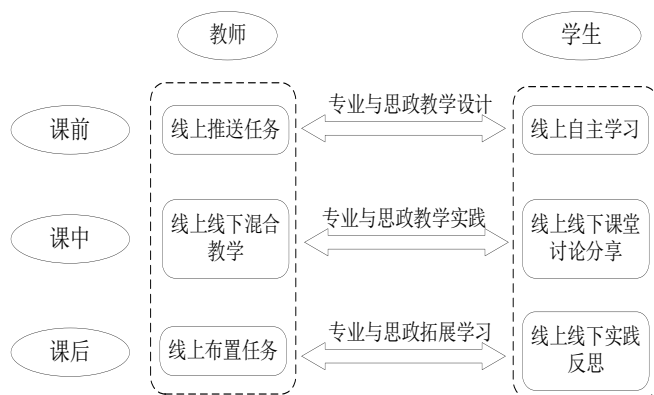 教师
学生
课前
线上推送任务
专业与思政教学设计
线上自主学习
课中
线上线下混合
教学
专业与思政教学实践
线上线下课堂
讨论分享
课后
线上布置任务
专业与思政拓展学习
线上线下实践
反思